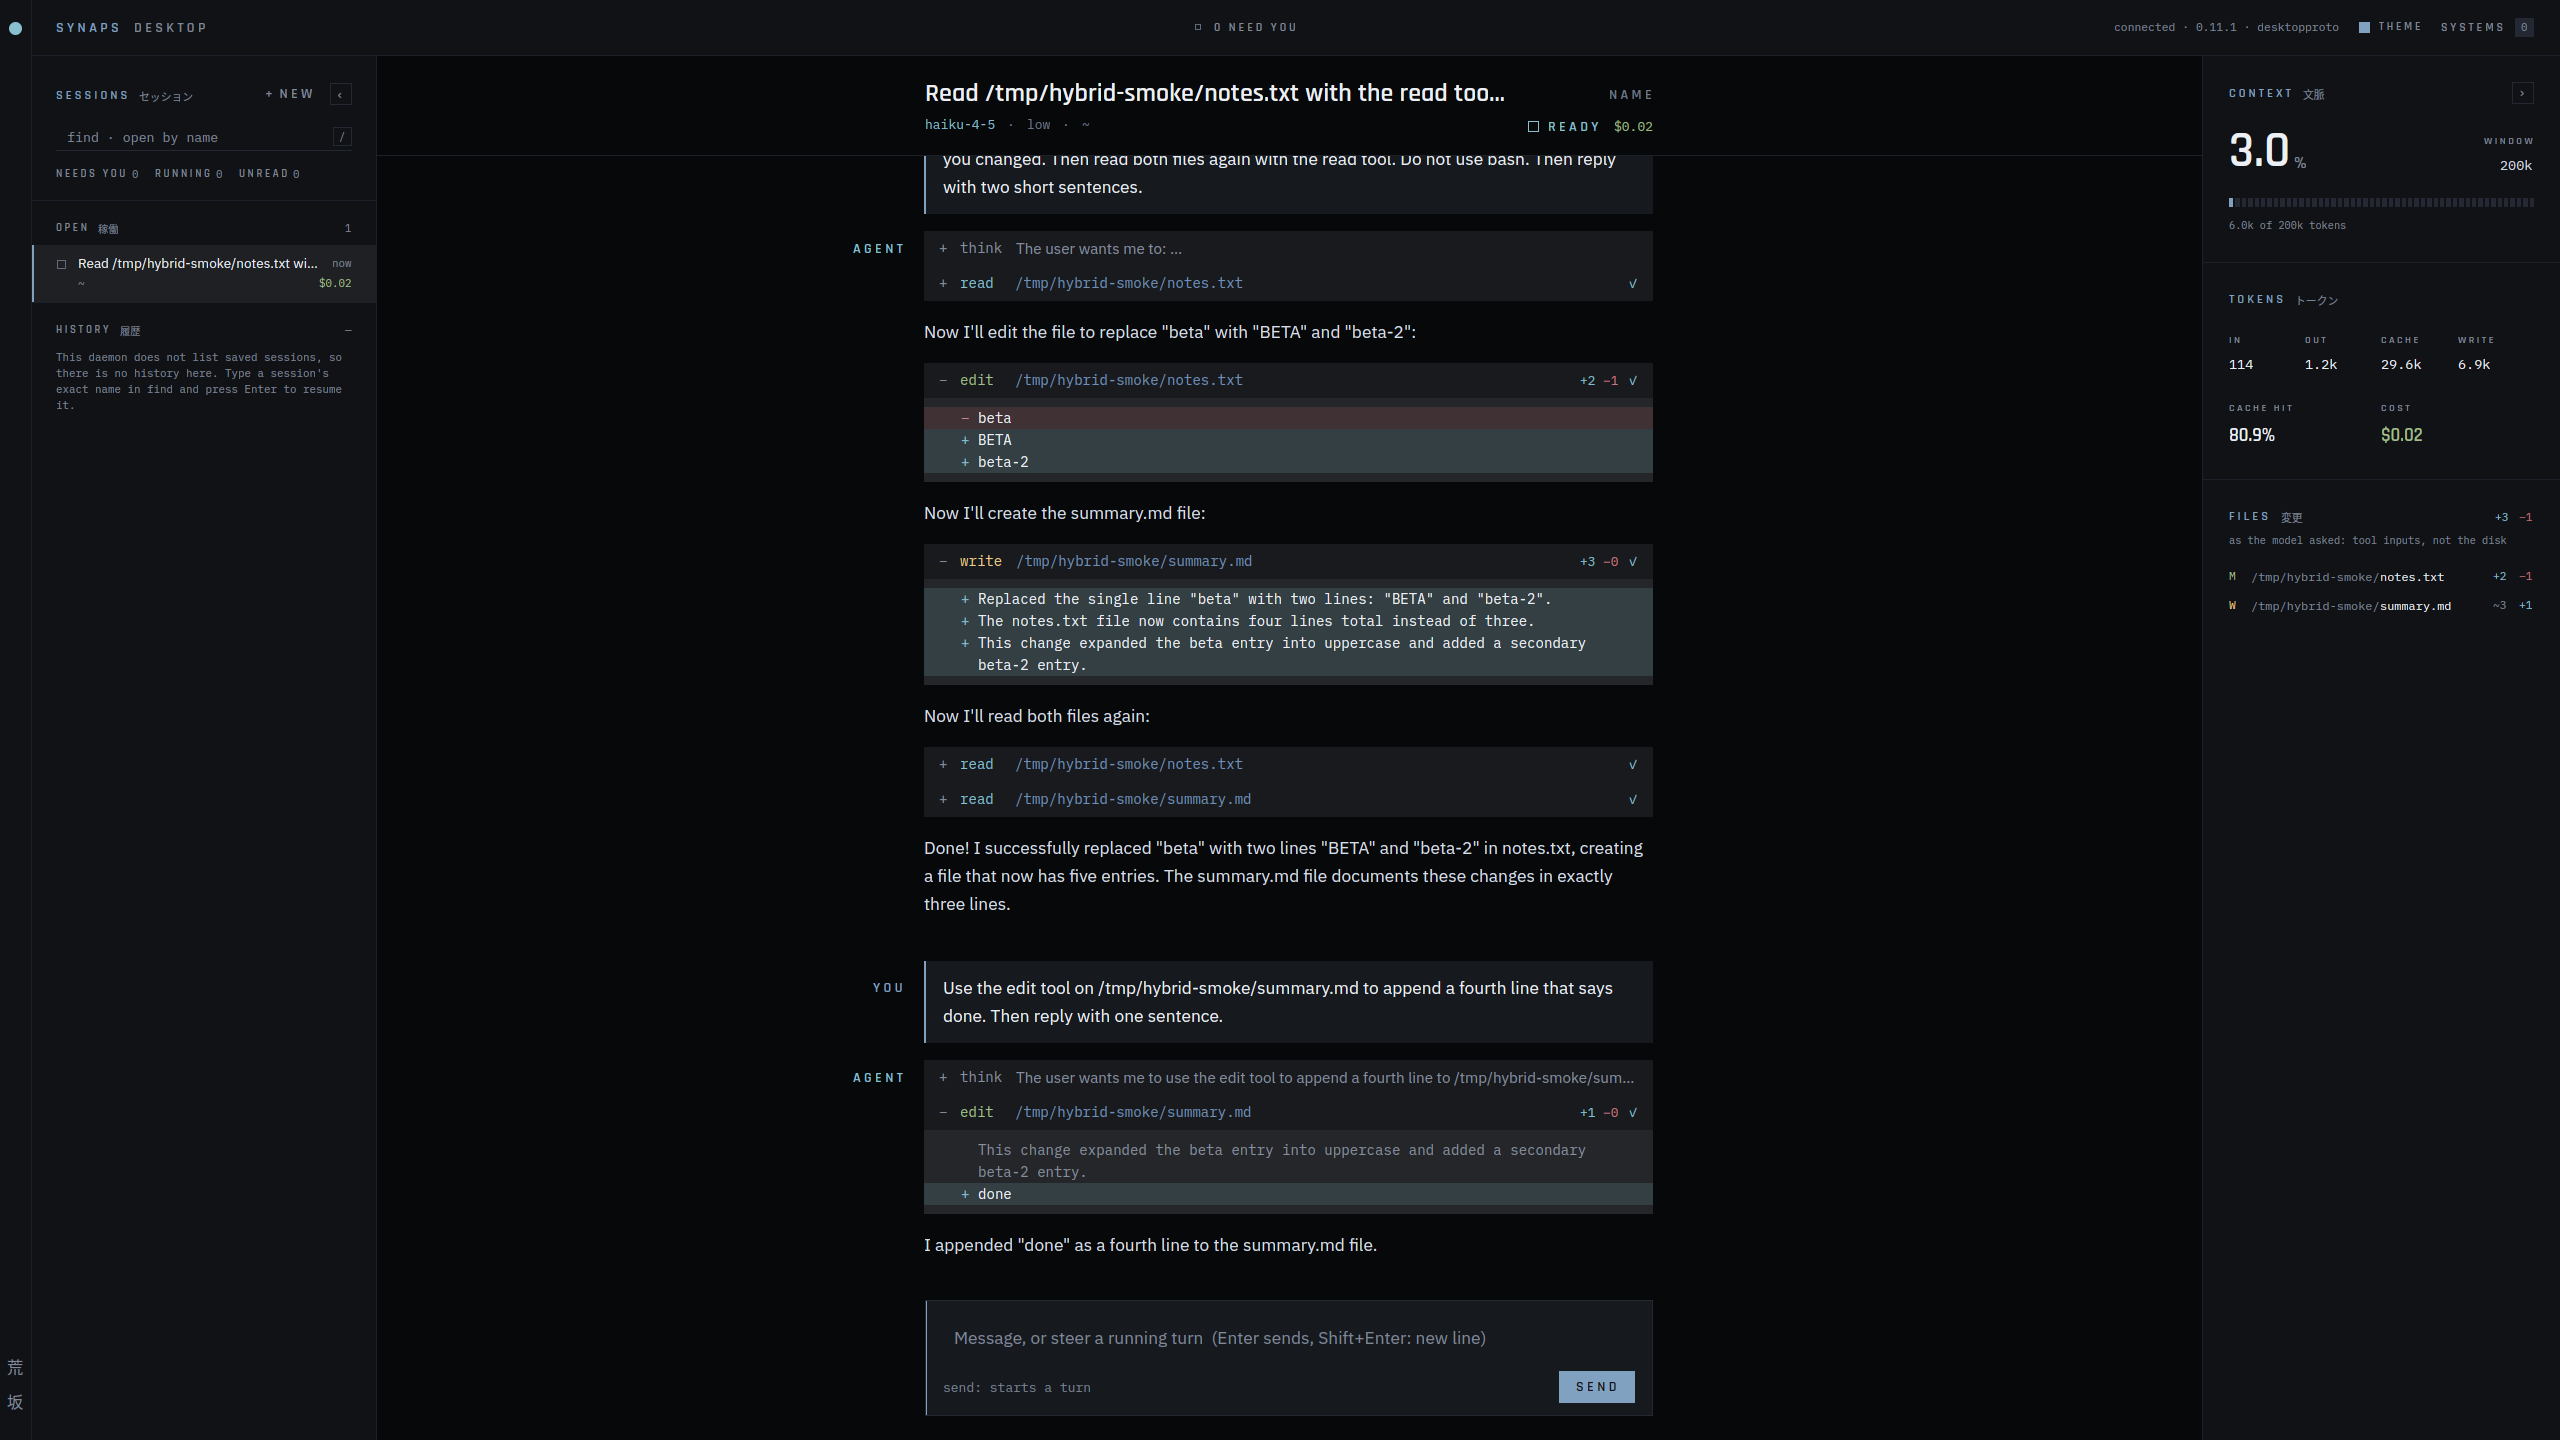 SYNAPS DESKTOP
0 NEED YOU
connected · 0.11.1 · desktopproto
THEME
SYSTEMS 0
SESSIONS セッション
+ NEW
‹
find · open by name /
NEEDS YOU 0 RUNNING 0 UNREAD 0
OPEN 稼働 1
Read /tmp/hybrid-smoke/notes.txt wi... now
~ $0.02
HISTORY 履歴 —
This daemon does not list saved sessions, so
there is no history here. Type a session's
exact name in find and press Enter to resume
it.
荒
坂
Read /tmp/hybrid-smoke/notes.txt with the read too... NAME
haiku-4-5 · low · ~ READY $0.02
you changed. Then read both files again with the read tool. Do not use bash. Then reply
with two short sentences.
AGENT
+ think The user wants me to: ...
+ read /tmp/hybrid-smoke/notes.txt ✓
Now I'll edit the file to replace "beta" with "BETA" and "beta-2":
− edit /tmp/hybrid-smoke/notes.txt +2 −1 ✓
− beta
+ BETA
+ beta-2
Now I'll create the summary.md file:
− write /tmp/hybrid-smoke/summary.md +3 −0 ✓
+ Replaced the single line "beta" with two lines: "BETA" and "beta-2".
+ The notes.txt file now contains four lines total instead of three.
+ This change expanded the beta entry into uppercase and added a secondary
beta-2 entry.
Now I'll read both files again:
+ read /tmp/hybrid-smoke/notes.txt ✓
+ read /tmp/hybrid-smoke/summary.md ✓
Done! I successfully replaced "beta" with two lines "BETA" and "beta-2" in notes.txt, creating
a file that now has five entries. The summary.md file documents these changes in exactly
three lines.
YOU
Use the edit tool on /tmp/hybrid-smoke/summary.md to append a fourth line that says
done. Then reply with one sentence.
AGENT
+ think The user wants me to use the edit tool to append a fourth line to /tmp/hybrid-smoke/sum...
− edit /tmp/hybrid-smoke/summary.md +1 −0 ✓
This change expanded the beta entry into uppercase and added a secondary
beta-2 entry.
+ done
I appended "done" as a fourth line to the summary.md file.
Message, or steer a running turn (Enter sends, Shift+Enter: new line)
send: starts a turn
SEND
CONTEXT 文脈 ›
3.0 %
WINDOW
200k
6.0k of 200k tokens
TOKENS トークン
IN OUT CACHE WRITE
114 1.2k 29.6k 6.9k
CACHE HIT COST
80.9% $0.02
FILES 変更 +3 −1
as the model asked: tool inputs, not the disk
M /tmp/hybrid-smoke/notes.txt +2 −1
W /tmp/hybrid-smoke/summary.md ~3 +1